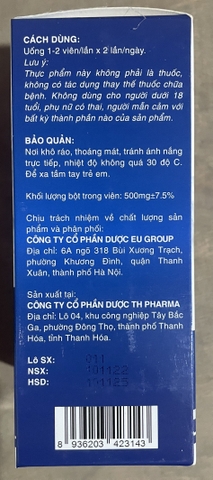 CÁCH DÙNG:
Uống 1-2 viên/lần x 2 lần/ngày.
Lưu ý:
Thực phẩm này không phải là thuốc,
không có tác dụng thay thế thuốc chữa
bệnh. Không dùng cho người dưới 18
tuổi, phụ nữ có thai, người mẫn cảm với
bất kỳ thành phần nào của sản phẩm.
BẢO QUẢN:
Nơi khô ráo, thoáng mát, tránh ánh nắng
trực tiếp, nhiệt độ không quá 30 độ C.
Để xa tầm tay trẻ em.
Khối lượng bột trong viên: 500mg±7.5%
Chịu trách nhiệm về chất lượng sản
phẩm và phân phối:
CÔNG TY CỔ PHẦN DƯỢC EU GROUP
Địa chỉ: 6A ngõ 318 Bùi Xương Trạch,
phường Khương Đình, quận Thanh
Xuân, thành phố Hà Nội.
Sản xuất tại:
CÔNG TY CỔ PHẦN DƯỢC TH PHARMA
Địa chỉ: Lô 04, khu công nghiệp Tây Bắc
Ga, phường Đông Thọ, thành phố Thanh
Hóa, tỉnh Thanh Hóa.
Lô SX: 011
NSX: 101122
HSD: 101125
8 936203 423143